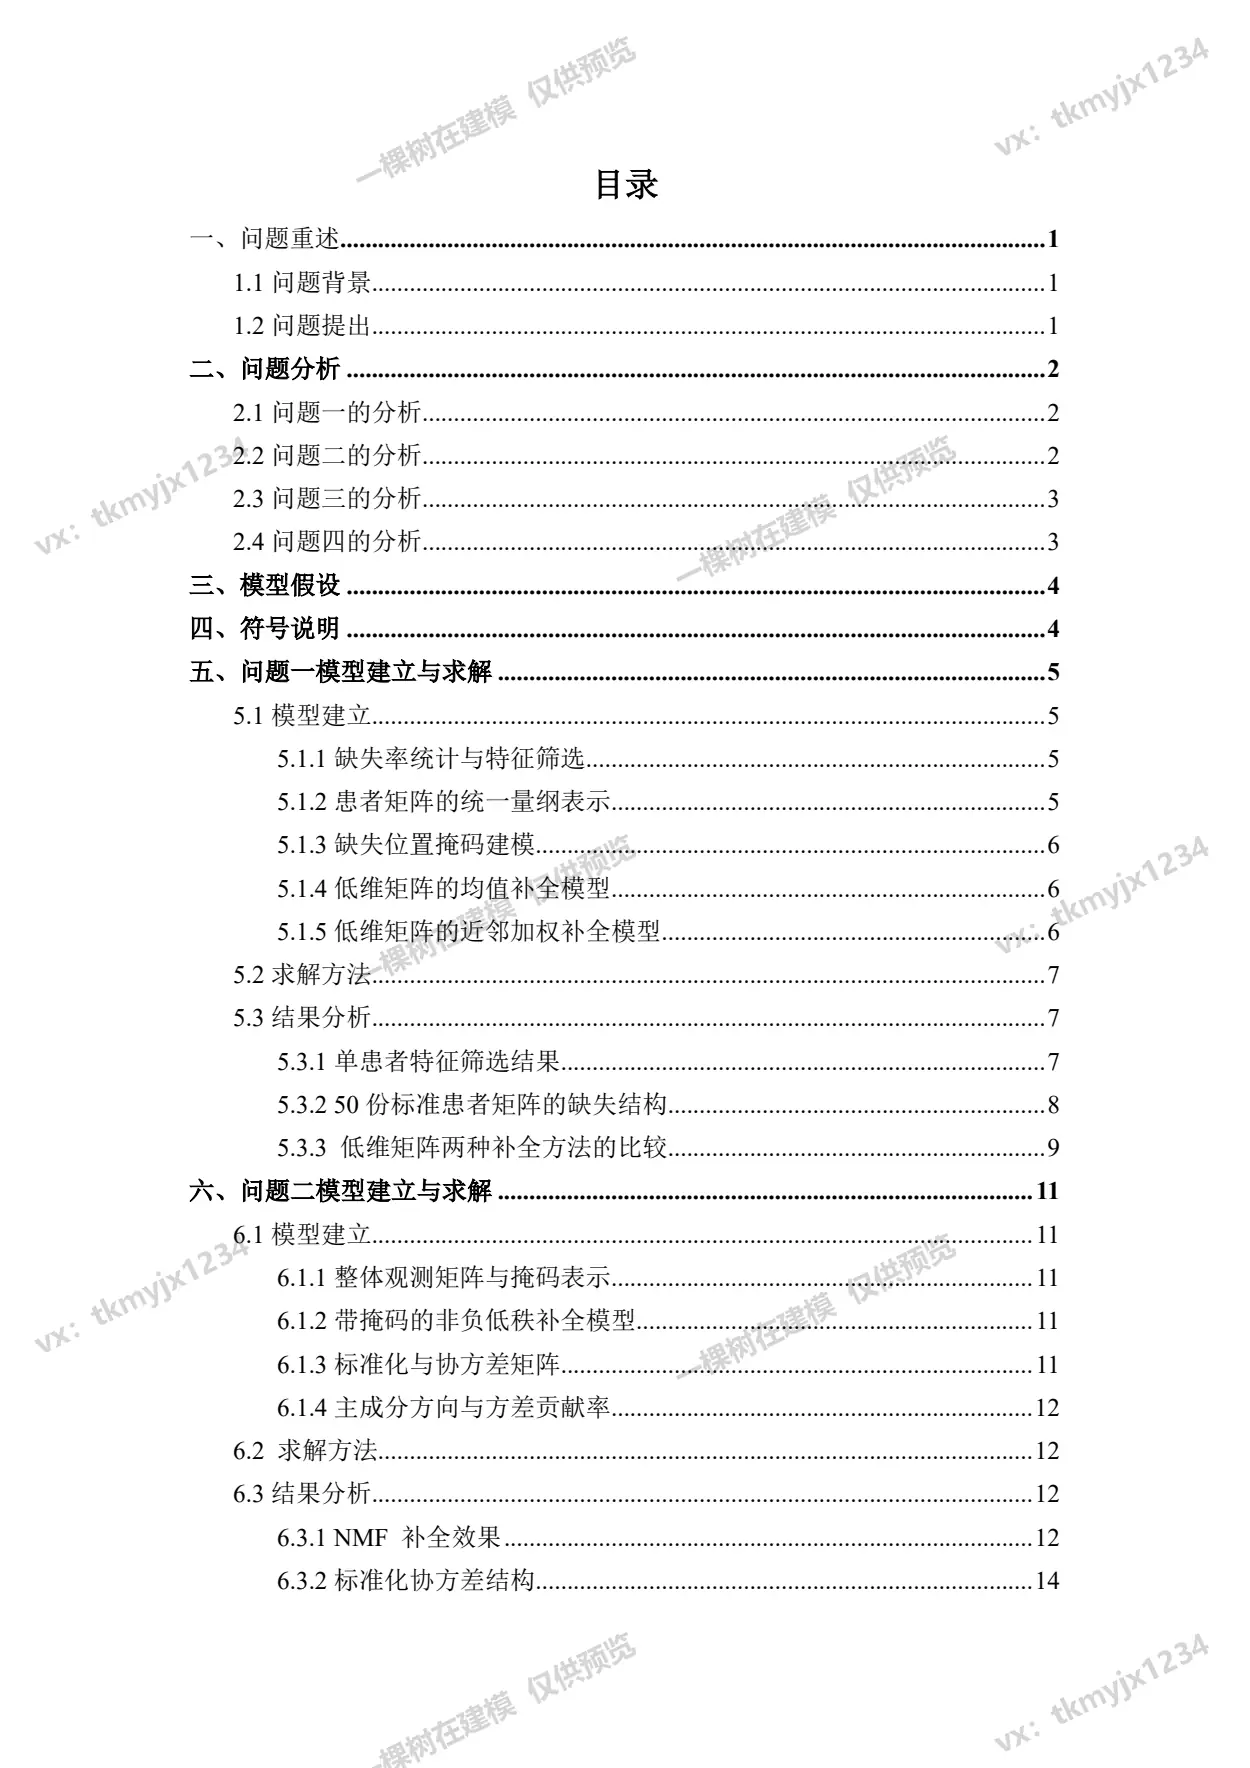 一棵树在建模 仅供预览
vx：tkmyjx1234
目录
一、问题重述1
1.1 问题背景1
1.2 问题提出1
二、问题分析2
2.1 问题一的分析2
2.2 问题二的分析2
2.3 问题三的分析3
2.4 问题四的分析3
vx：tkmyjx1234
一棵树在建模 仅供预览
三、模型假设4
四、符号说明4
五、问题一模型建立与求解5
5.1 模型建立5
5.1.1 缺失率统计与特征筛选5
5.1.2 患者矩阵的统一量纲表示5
5.1.3 缺失位置掩码建模6
5.1.4 低维矩阵的均值补全模型6
5.1.5 低维矩阵的近邻加权补全模型6
一棵树在建模 仅供预览
vx：tkmyjx1234
5.2 求解方法7
5.3 结果分析7
5.3.1 单患者特征筛选结果7
5.3.2 50 份标准患者矩阵的缺失结构8
5.3.3 低维矩阵两种补全方法的比较9
六、问题二模型建立与求解11
6.1 模型建立11
6.1.1 整体观测矩阵与掩码表示11
6.1.2 带掩码的非负低秩补全模型11
6.1.3 标准化与协方差矩阵11
vx：tkmyjx1234
一棵树在建模 仅供预览
6.1.4 主成分方向与方差贡献率12
6.2 求解方法12
6.3 结果分析12
6.3.1 NMF 补全效果12
6.3.2 标准化协方差结构14
一棵树在建模 仅供预览
vx：tkmyjx1234